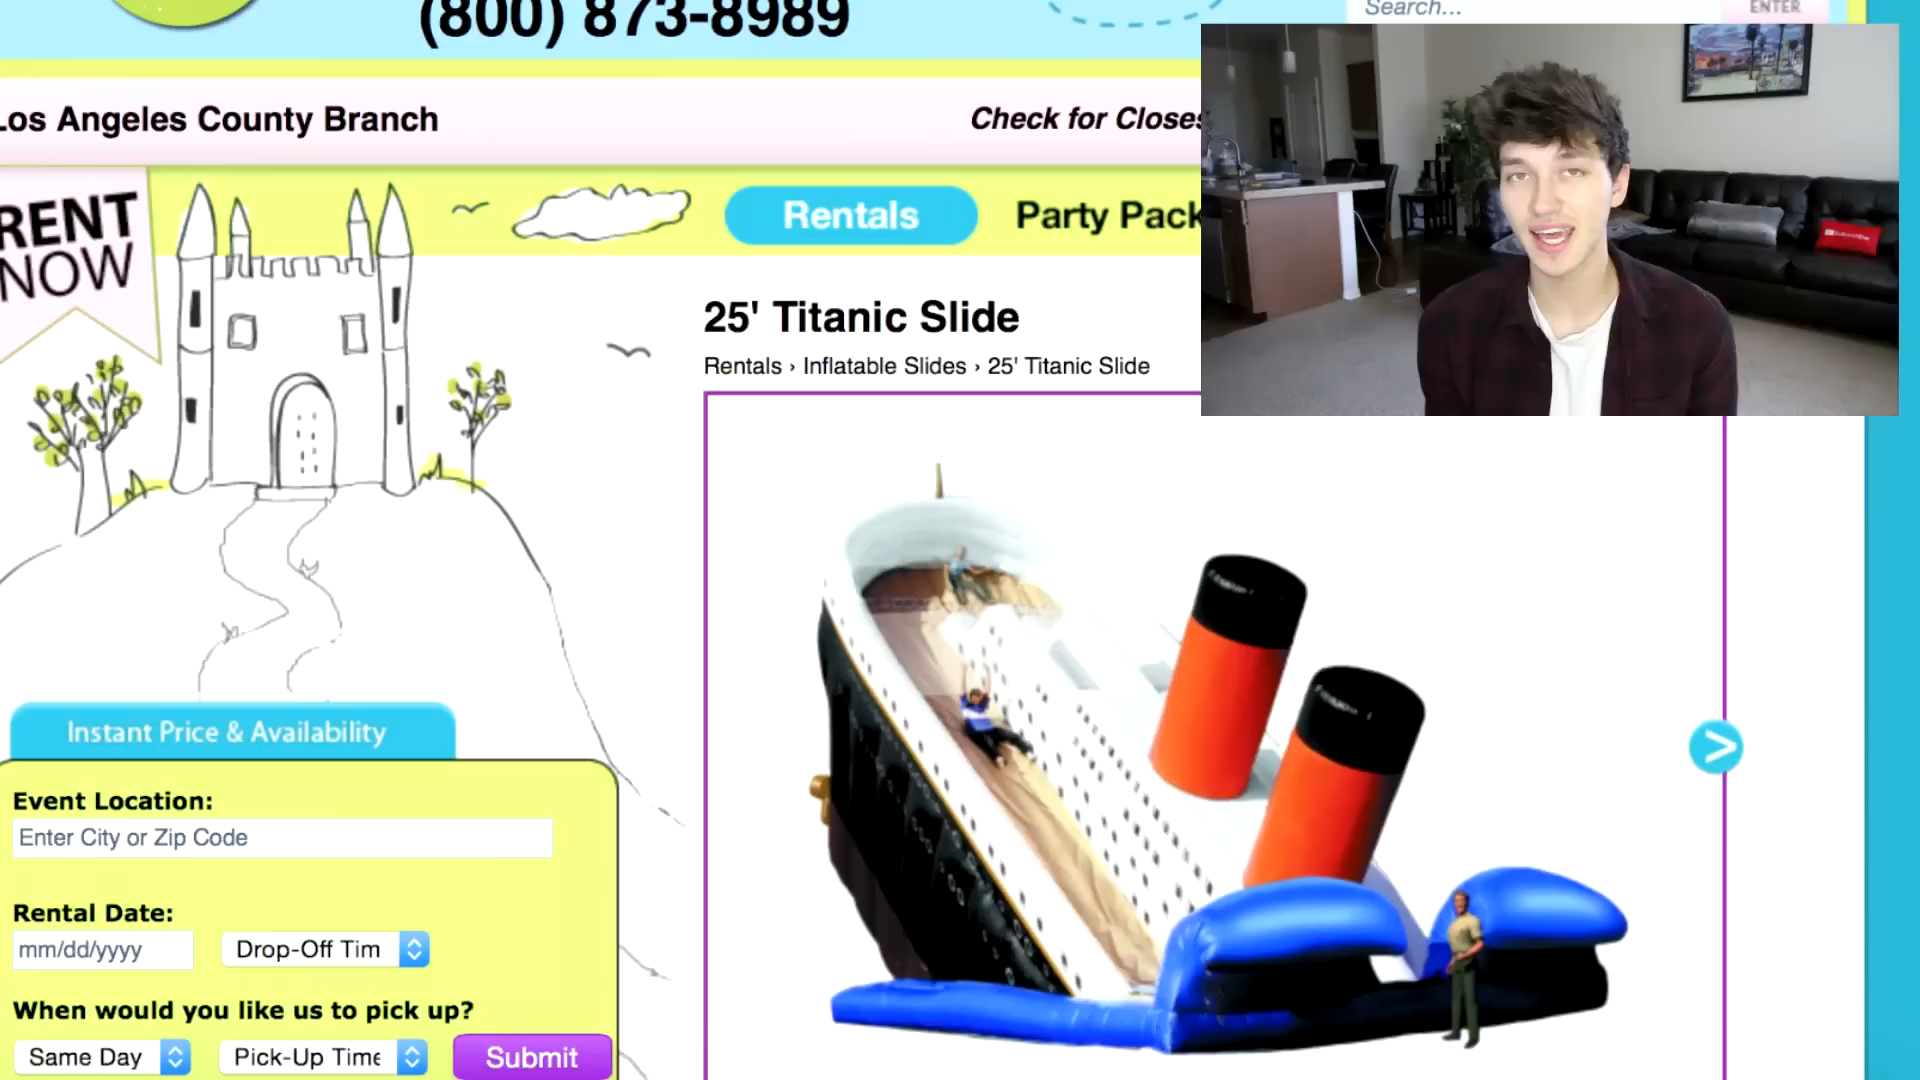 (800) 873-8989
Search...
ENTER
Los Angeles County Branch
Check for Closes
RENT
NOW
Rentals
Party Pack
25' Titanic Slide
Rentals › Inflatable Slides › 25' Titanic Slide
Instant Price & Availability
Event Location:
Enter City or Zip Code
Rental Date:
mm/dd/yyyy
Drop-Off Tim
When would you like us to pick up?
Same Day
Pick-Up Time
Submit
>